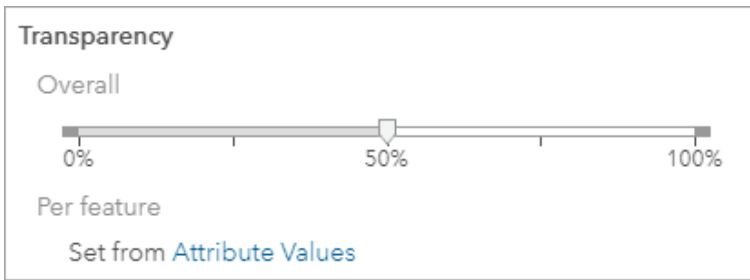 Transparency
Overall
0% 50% 100%
Per feature
Set from Attribute Values